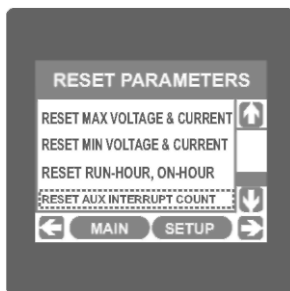 RESET PARAMETERS
RESET MAX VOLTAGE & CURRENT
RESET MIN VOLTAGE & CURRENT
RESET RUN-HOUR, ON-HOUR
RESET AUX INTERRUPT COUNT
MAIN SETUP